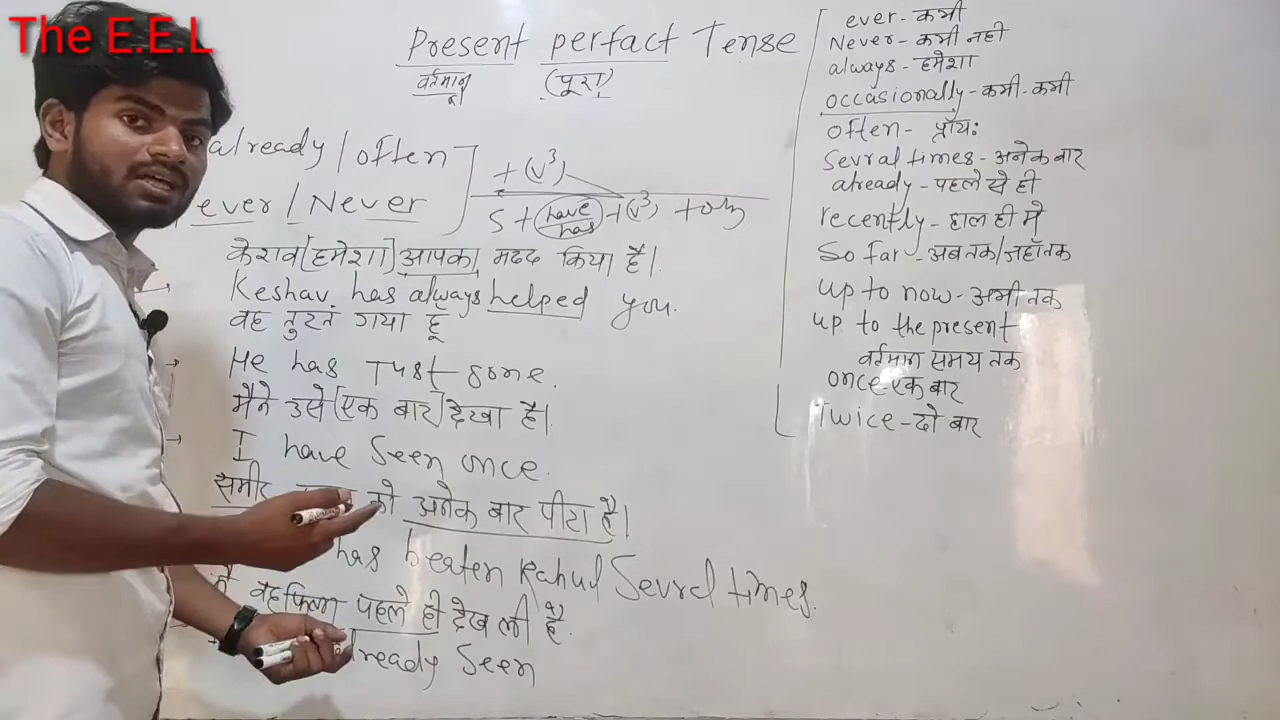 The E.E.L
Present perfact Tense
वर्तमान
(पूरा)
already / often
ever / Never
+ (v³)
S + have + (v³) + obj
has
केशव [हमेशा] आपका मदद किया है।
Keshav has always helped you.
वह तुरतं गया हूँ
He has Just gone.
मैने उसे [एक बार] देखा है।
I have Seen once.
समीर को अनेक बार पीटा है।
has beaten Rahul Sevral times.
ने वह फिल्म पहले ही देख ली है।
already Seen
ever - कभी
Never - कभी नही
always - हमेशा
occasionally - कभी-कभी
often - प्रॉय:
Sevral times - अनेक बार
already - पहले से ही
recently - हाल ही मे
So far - अब तक/जहाँ तक
up to now - अभी तक
up to the present
वर्तमान समय तक
once - एक बार
Twice - दो बार